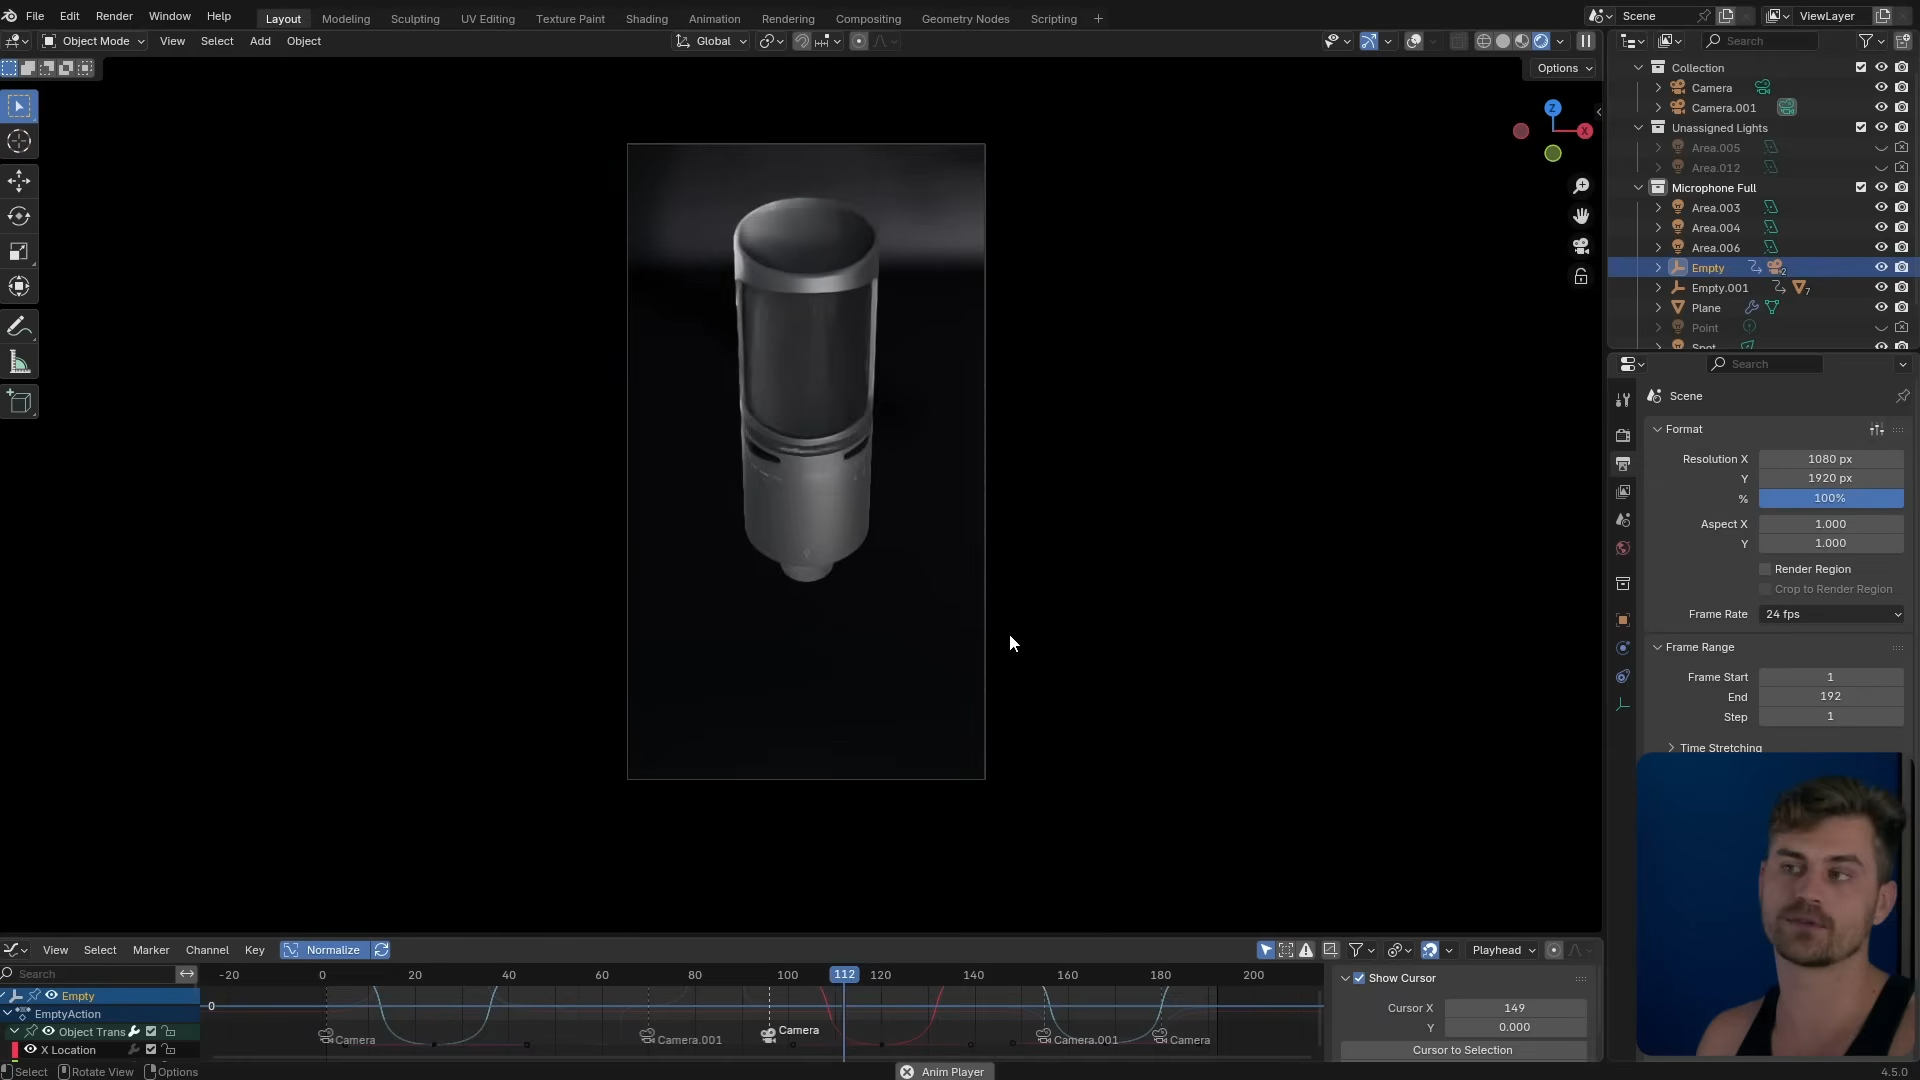 File Edit Render Window Help Layout Modeling Sculpting UV Editing Texture Paint Shading Animation Rendering Compositing Geometry Nodes Scripting + Scene ViewLayer
Object Mode View Select Add Object Global Search
Options
Z
X
Collection
Camera
Camera.001
Unassigned Lights
Area.005
Area.012
Microphone Full
Area.003
Area.004
Area.006
Empty 2
Empty.001 7
Plane
Point
Spot
Search
Scene
Format
Resolution X 1080 px
Y 1920 px
% 100%
Aspect X 1.000
Y 1.000
Render Region
Crop to Render Region
Frame Rate 24 fps
Frame Range
Frame Start 1
End 192
Step 1
Time Stretching
View Select Marker Channel Key Normalize Playhead
Search -20 0 20 40 60 80 100 112 120 140 160 180 200
Show Cursor
Empty
0
Cursor X 149
EmptyAction
Y 0.000
Object Trans
Camera Camera.001 Camera Camera.001 Camera
X Location
Cursor to Selection
Select Rotate View Options Anim Player 4.5.0